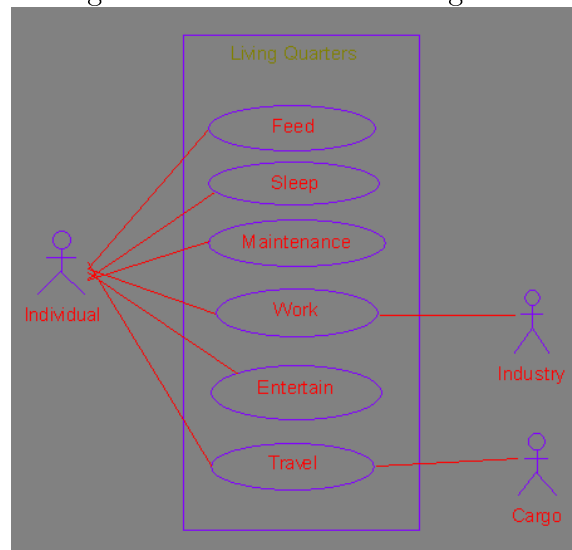 Living Quarters
Feed
Sleep
Maintenance
Work
Individual
Industry
Entertain
Travel
Cargo